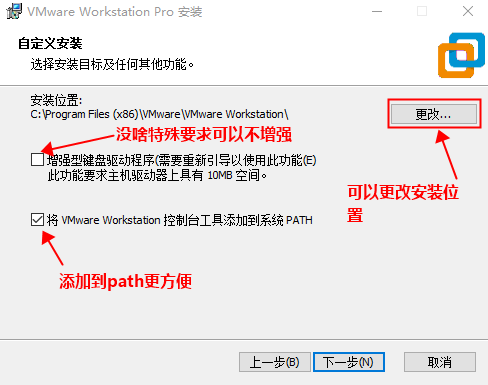 VMware Workstation Pro 安装
自定义安装
选择安装目标及任何其他功能。
安装位置:
C:\Program Files (x86)\VMware\VMware Workstation\
更改...
没啥特殊要求可以不增强
增强型键盘驱动程序(需要重新引导以使用此功能(E)
此功能要求主机驱动器上具有 10MB 空间。
可以更改安装位
置
将 VMware Workstation 控制台工具添加到系统 PATH
添加到path更方便
上一步(B)
下一步(N)
取消